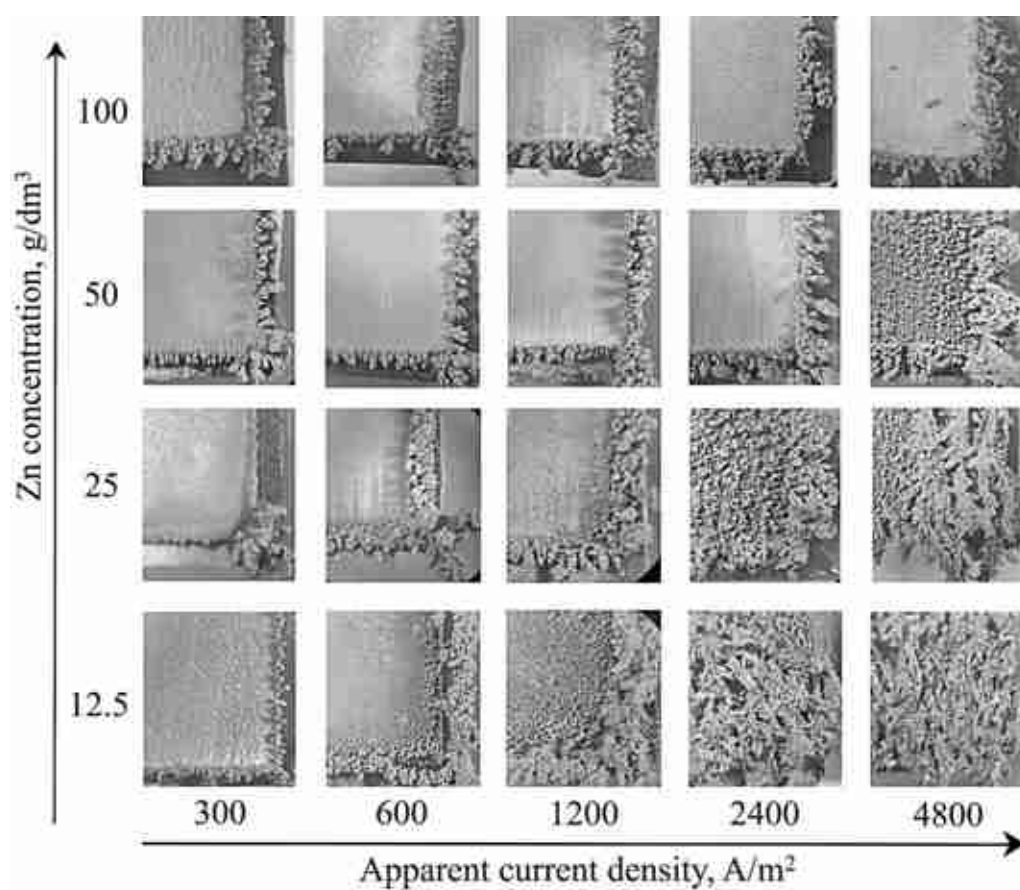 Zn concentration, g/dm³
100
50
25
12.5
300 600 1200 2400 4800
Apparent current density, A/m²